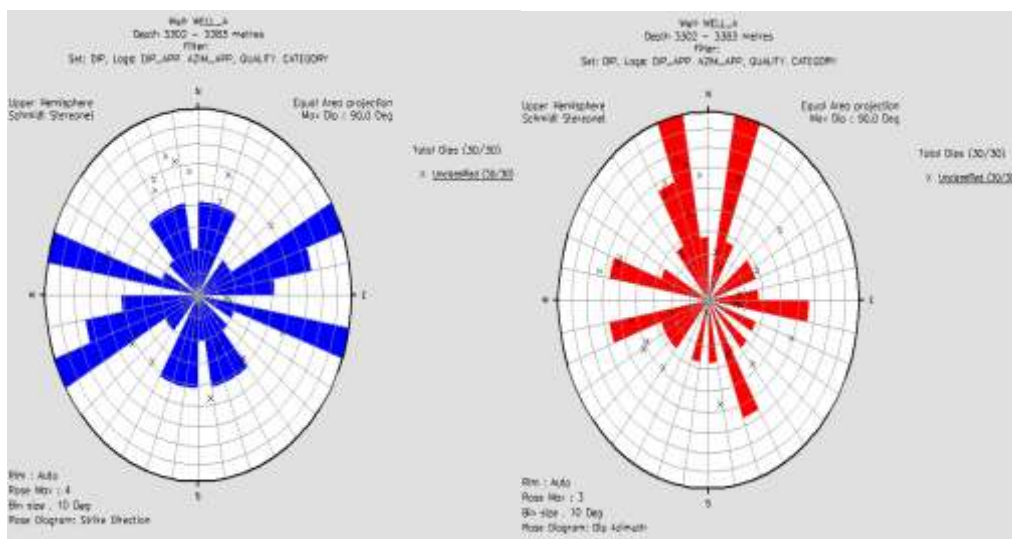 Well: WELL_A
Depth 3302 - 3383 metres
Filter:
Set: DIP, Logs: DIP_APP. AZIM_APP, QUALITY. CATEGORY
Upper Hemisphere
Schmidt Stereonet
N
Equal Area projection
Max Dip : 90.0 Deg
Total Dips (30/30)
X Unclassified (30/30)
W
E
S
Rim : Auto
Rose Max : 4
Bin size . 10 Deg
Rose Diagram: Strike Direction
Well: WELL_A
Depth 3302 - 3383 metres
Filter:
Set: DIP, Logs: DIP_APP. AZIM_APP, QUALITY. CATEGORY
N
Upper Hemisphere
Schmidt Stereonet
Equal Area projection
Max Dip : 90.0 Deg
Total Dips (30/30)
X Unclassified
W
E
S
Rim : Auto
Rose Max : 3
Bin size . 10 Deg
Rose Diagram: Dip Azimuth